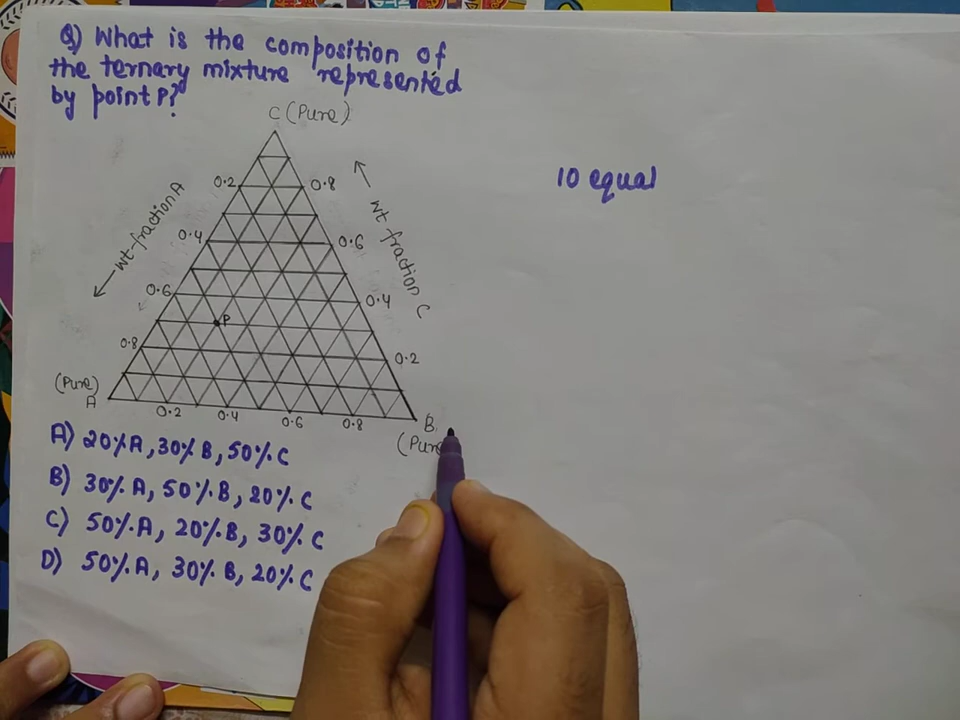 Q) What is the composition of
the ternary mixture represented
by point P?
C (Pure)
0.2
0.8
wt-fraction A
wt fraction C
0.4
0.6
0.6
0.4
P
0.8
0.2
(Pure)
A
B
0.2 0.4 0.6 0.8
(Pure
A) 20% A, 30% B, 50% C
B) 30% A, 50% B, 20% C
C) 50% A, 20% B, 30% C
D) 50% A, 30% B, 20% C
10 equal